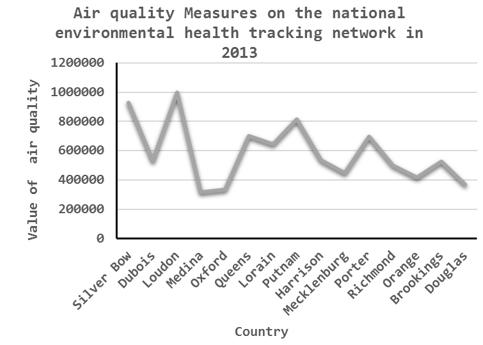 Air quality Measures on the national
environmental health tracking network in
2013
Value of  air quality
1200000
1000000
800000
600000
400000
200000
0
Silver Bow
Dubois
Loudon
Medina
Oxford
Queens
Lorain
Putnam
Harrison
Mecklenburg
Porter
Richmond
Orange
Brookings
Douglas
Country